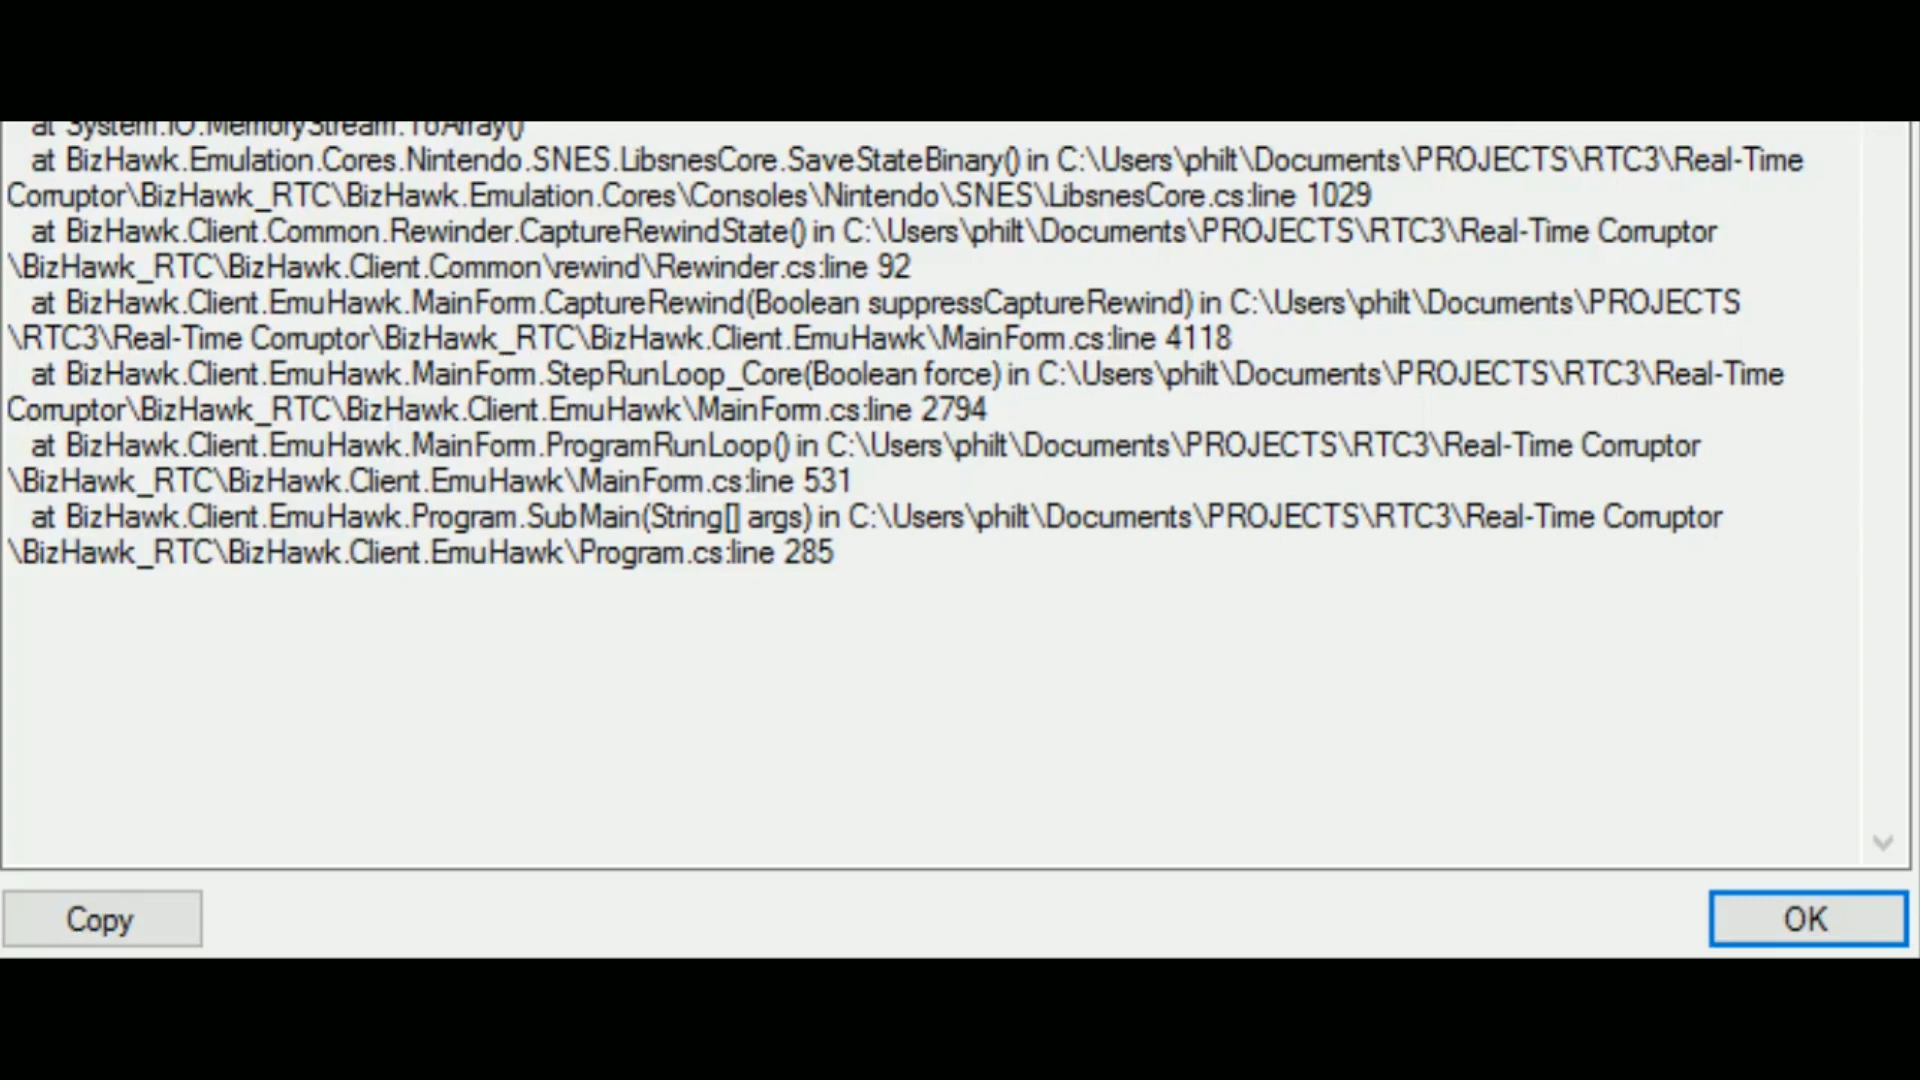 at System.IO.MemoryStream.ToArray()
at BizHawk.Emulation.Cores.Nintendo.SNES.LibsnesCore.SaveStateBinary() in C:\Users\philt\Documents\PROJECTS\RTC3\Real-Time
Corruptor\BizHawk_RTC\BizHawk.Emulation.Cores\Consoles\Nintendo\SNES\LibsnesCore.cs:line 1029
at BizHawk.Client.Common.Rewinder.CaptureRewindState() in C:\Users\philt\Documents\PROJECTS\RTC3\Real-Time Corruptor
\BizHawk_RTC\BizHawk.Client.Common\rewind\Rewinder.cs:line 92
at BizHawk.Client.EmuHawk.MainForm.CaptureRewind(Boolean suppressCaptureRewind) in C:\Users\philt\Documents\PROJECTS
\RTC3\Real-Time Corruptor\BizHawk_RTC\BizHawk.Client.EmuHawk\MainForm.cs:line 4118
at BizHawk.Client.EmuHawk.MainForm.StepRunLoop_Core(Boolean force) in C:\Users\philt\Documents\PROJECTS\RTC3\Real-Time
Corruptor\BizHawk_RTC\BizHawk.Client.EmuHawk\MainForm.cs:line 2794
at BizHawk.Client.EmuHawk.MainForm.ProgramRunLoop() in C:\Users\philt\Documents\PROJECTS\RTC3\Real-Time Corruptor
\BizHawk_RTC\BizHawk.Client.EmuHawk\MainForm.cs:line 531
at BizHawk.Client.EmuHawk.Program.SubMain(String[] args) in C:\Users\philt\Documents\PROJECTS\RTC3\Real-Time Corruptor
\BizHawk_RTC\BizHawk.Client.EmuHawk\Program.cs:line 285
Copy
OK